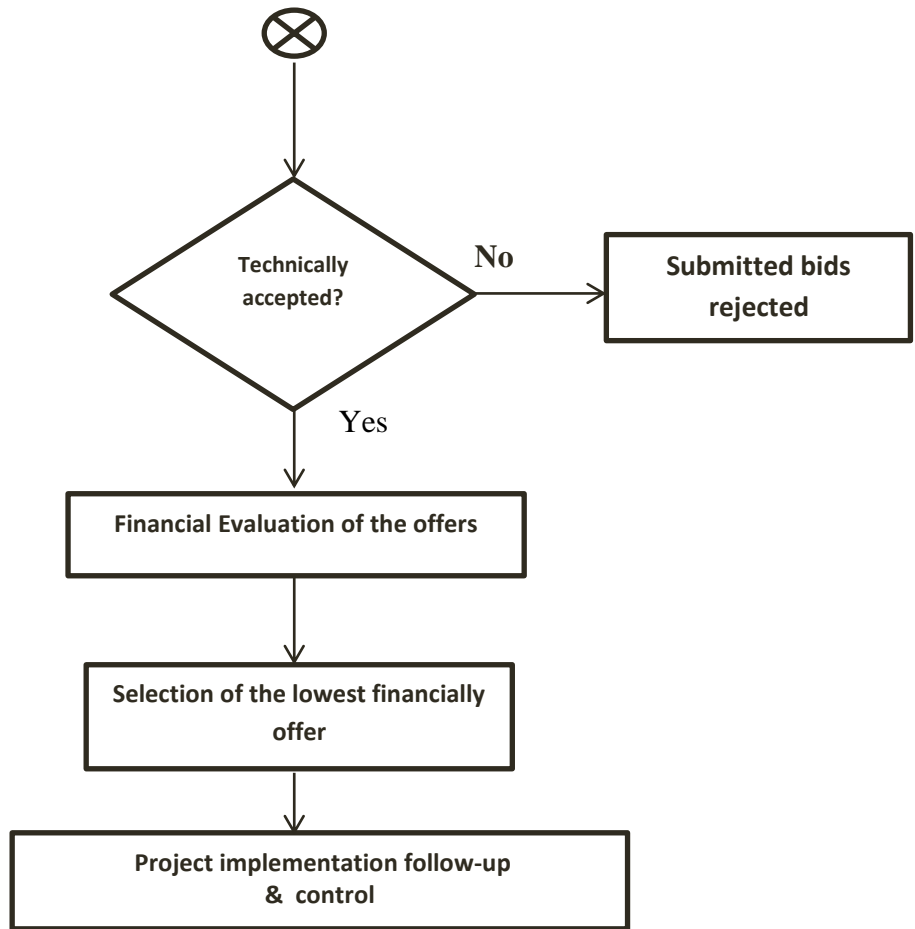 Technically
accepted?
No
Submitted bids
rejected
Yes
Financial Evaluation of the offers
Selection of the lowest financially
offer
Project implementation follow-up
& control